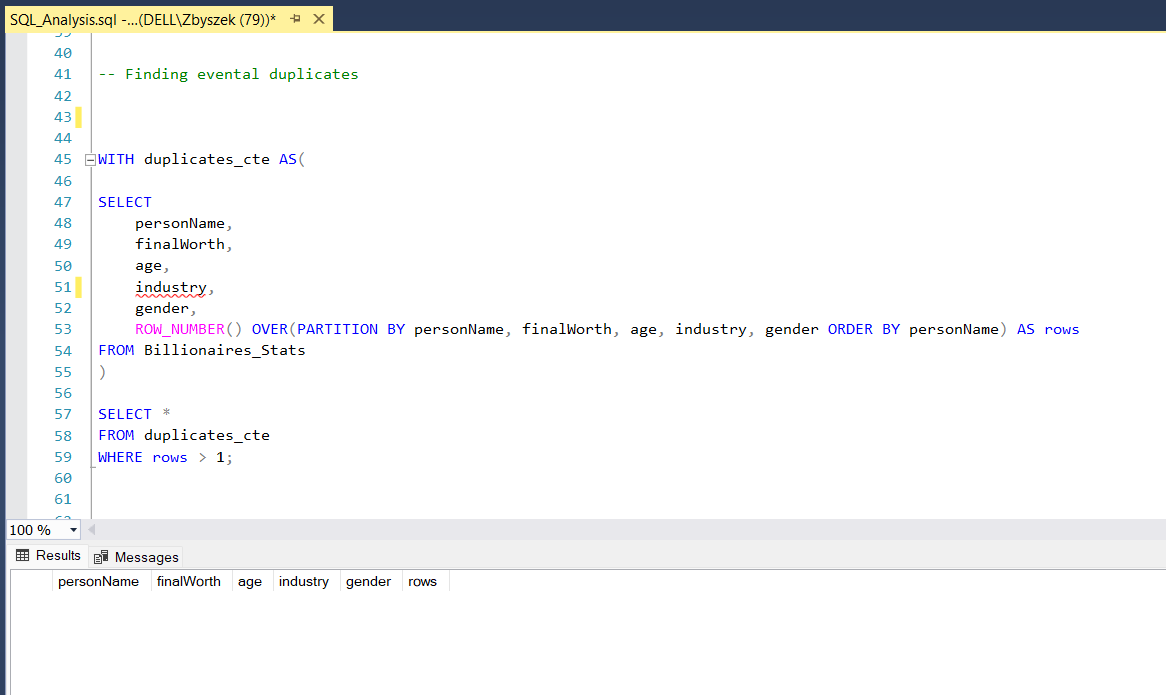 SQL_Analysis.sql -...(DELL\Zbyszek (79))*
39
40
41 -- Finding evental duplicates
42
43
44
45 WITH duplicates_cte AS(
46
47 SELECT
48 personName,
49 finalWorth,
50 age,
51 industry,
52 gender,
53 ROW_NUMBER() OVER(PARTITION BY personName, finalWorth, age, industry, gender ORDER BY personName) AS rows
54 FROM Billionaires_Stats
55 )
56
57 SELECT *
58 FROM duplicates_cte
59 WHERE rows > 1;
60
61
62
100 %
Results Messages
personName finalWorth age industry gender rows